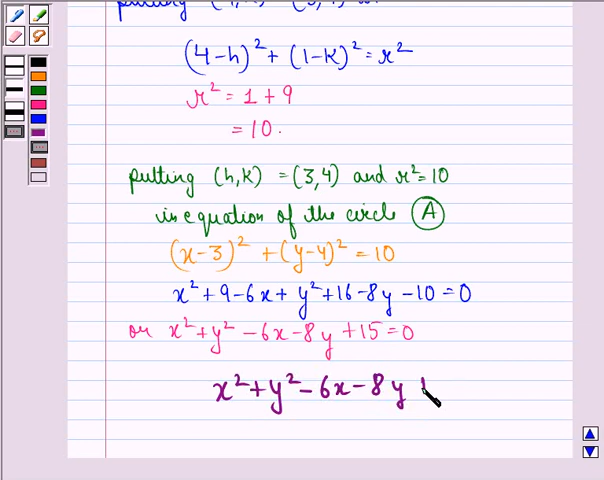 putting
(4-h)² + (1-K)² = r²
r² = 1 + 9
= 10.
putting (h,K) = (3,4) and r² = 10
in equation of the circle (A)
(x-3)² + (y-4)² = 10
x² + 9 - 6x + y² + 16 - 8y - 10 = 0
or x² + y² - 6x - 8y + 15 = 0
x² + y² - 6x - 8y